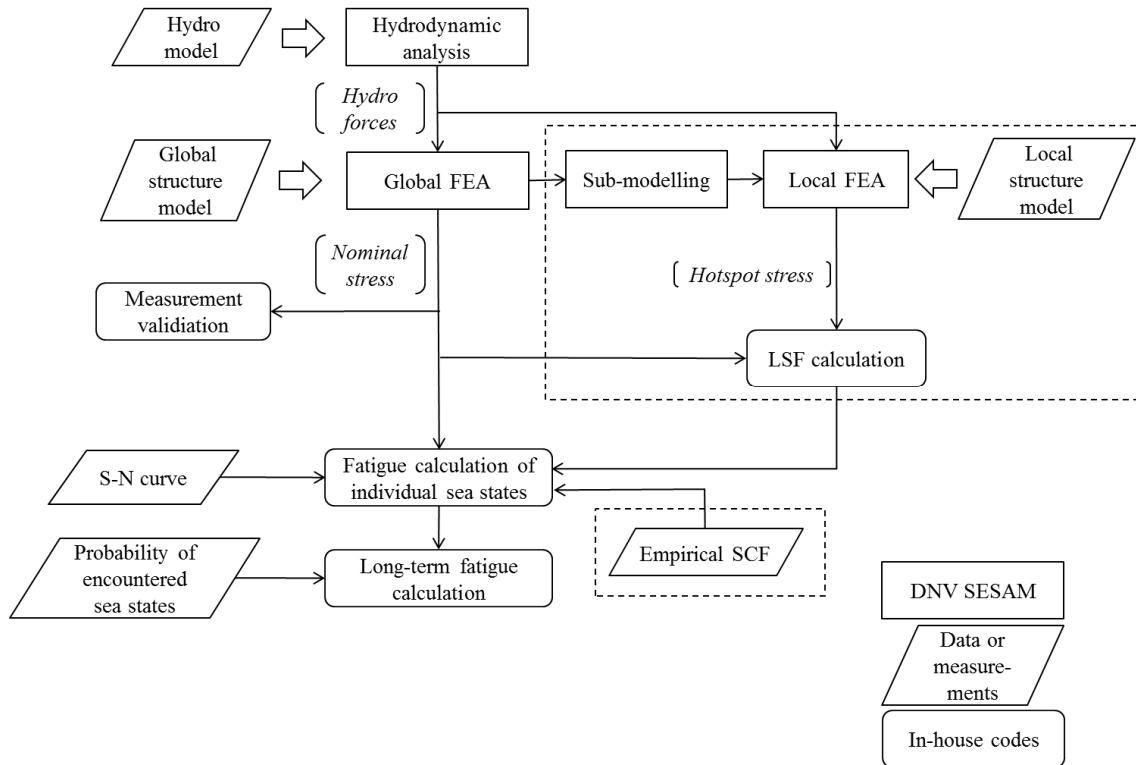 Hydro
model
Hydrodynamic
analysis
Hydro
forces
Global
structure
model
Global FEA
Sub-modelling
Local FEA
Local
structure
model
Nominal
stress
Hotspot stress
Measurement
validiation
LSF calculation
S-N curve
Fatigue calculation of
individual sea states
Empirical SCF
Probability of
encountered
sea states
Long-term fatigue
calculation
DNV SESAM
Data or
measure-
ments
In-house codes